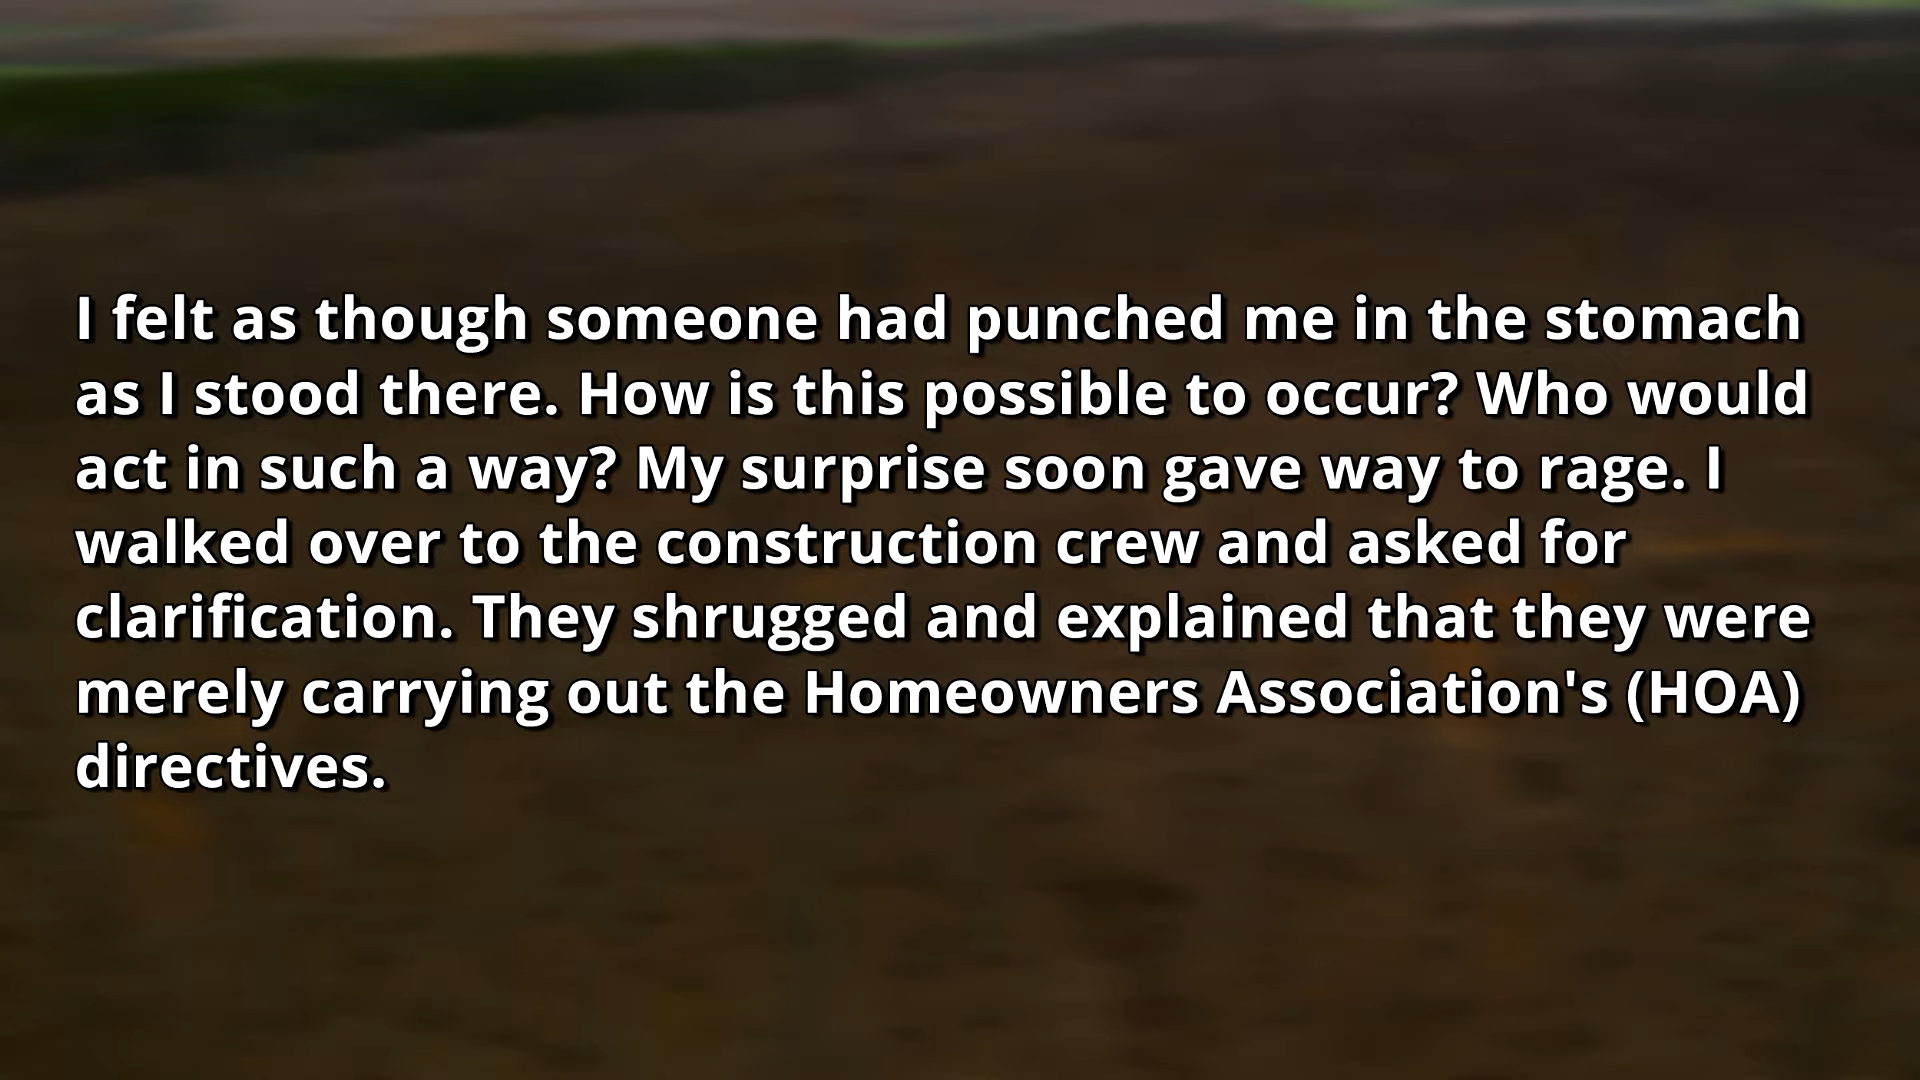 I felt as though someone had punched me in the stomach
as I stood there. How is this possible to occur? Who would
act in such a way? My surprise soon gave way to rage. I
walked over to the construction crew and asked for
clarification. They shrugged and explained that they were
merely carrying out the Homeowners Association's (HOA)
directives.